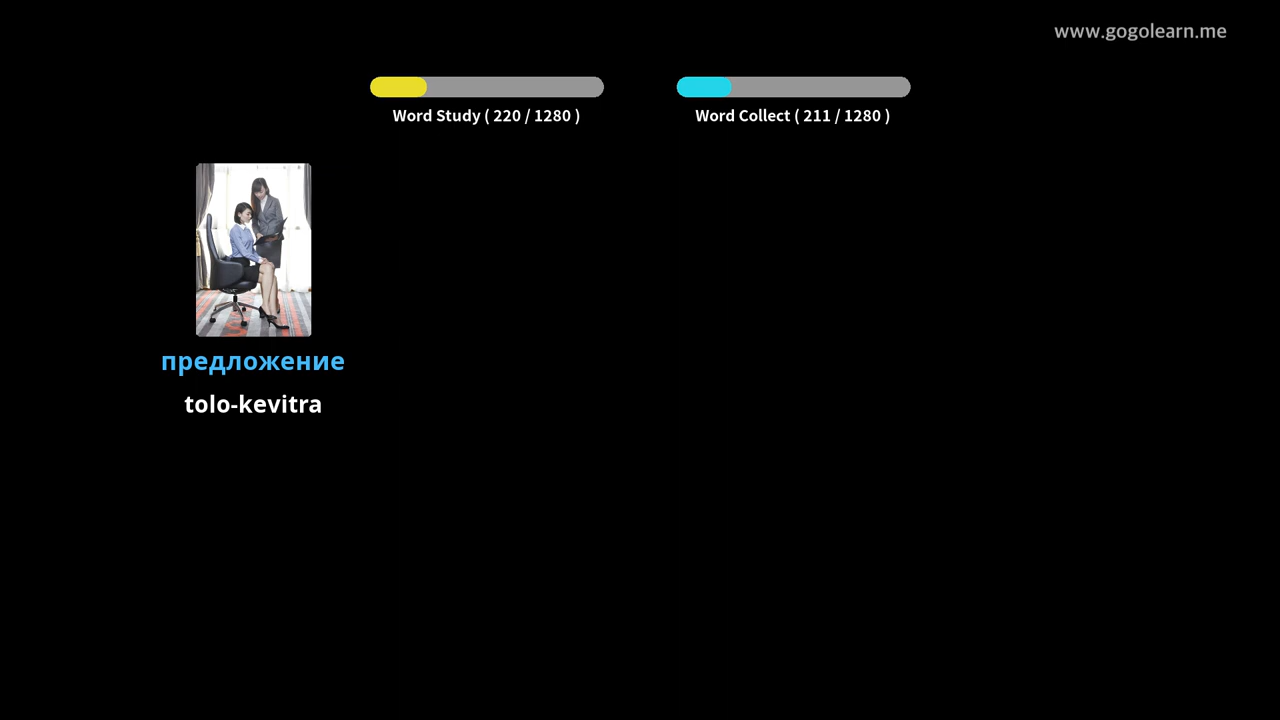 www.gogolearn.me
Word Study ( 220 / 1280 )
Word Collect ( 211 / 1280 )
предложение
tolo-kevitra